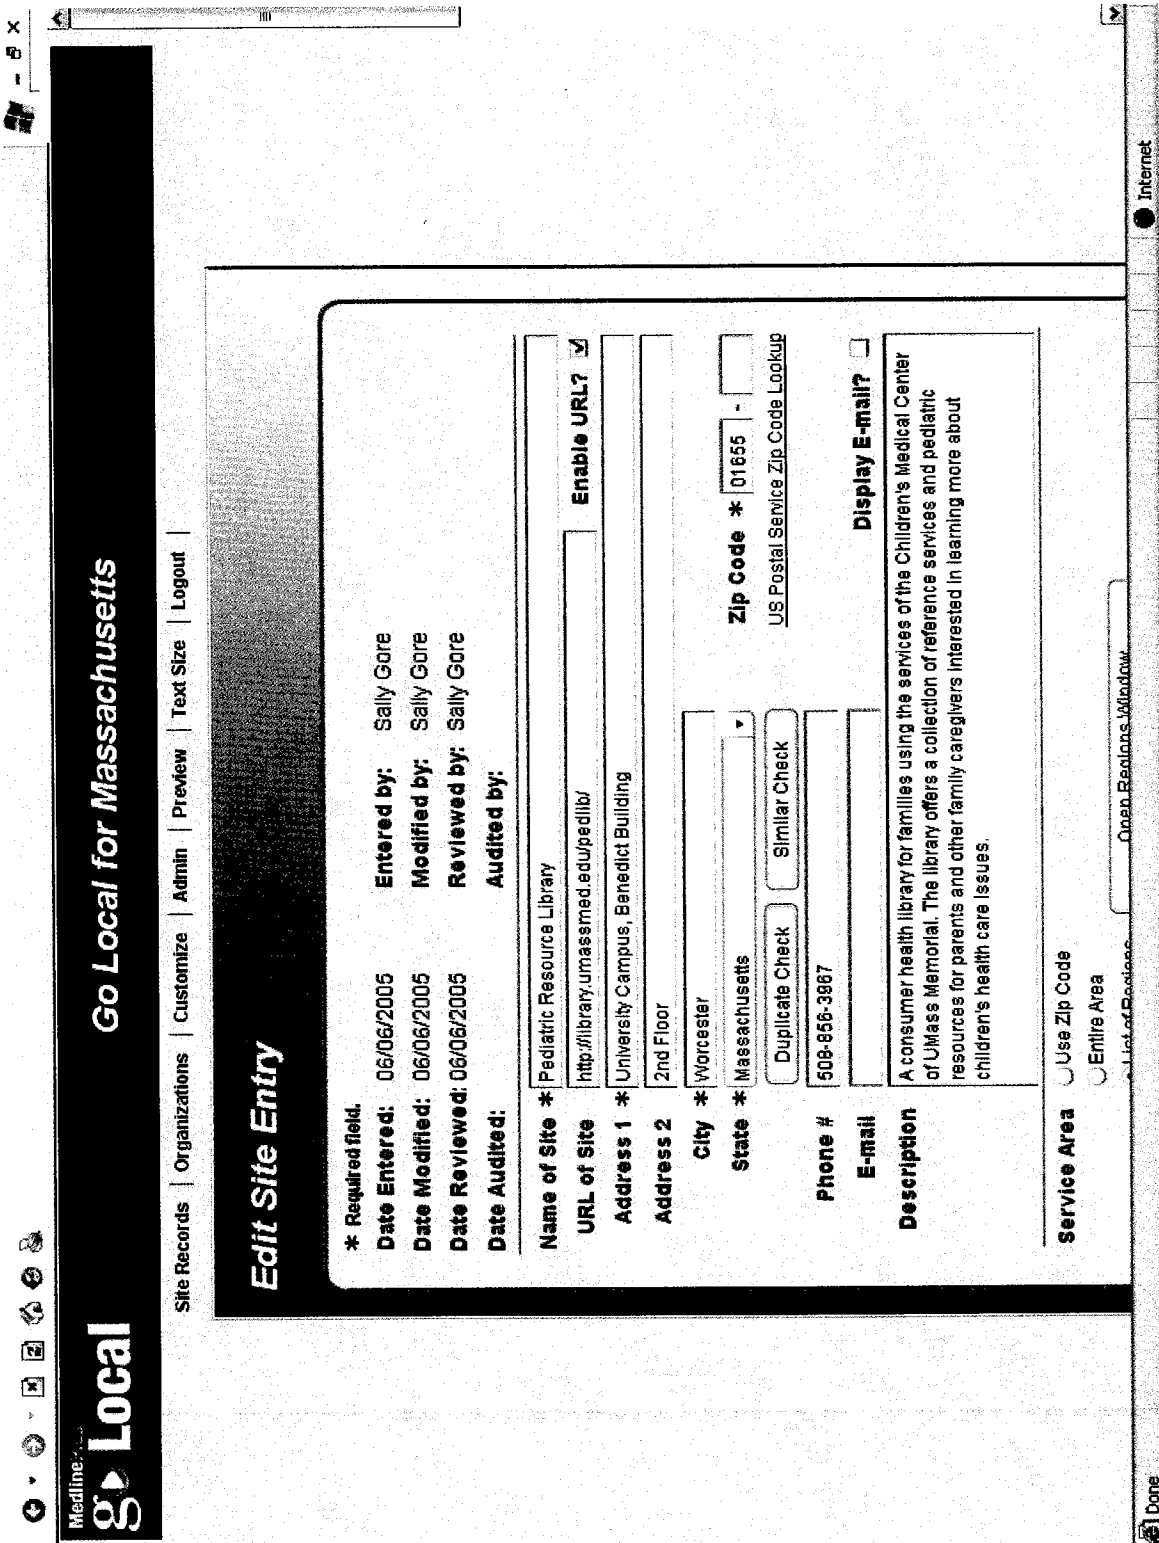 MedlinePlus
go Local
Go Local for Massachusetts
Site Records | Organizations | Customize | Admin | Preview | Text Size | Logout |
Edit Site Entry
* Required field.
Date Entered: 06/06/2005 Entered by: Sally Gore
Date Modified: 06/06/2005 Modified by: Sally Gore
Date Reviewed: 06/06/2005 Reviewed by: Sally Gore
Date Audited: Audited by:
Name of Site * Pediatric Resource Library
URL of Site http://library.umassmed.edu/pedlib/ Enable URL?
Address 1 * University Campus, Benedict Building
Address 2 2nd Floor
City * Worcester
State * Massachusetts Zip Code * 01655 -
Duplicate Check Similar Check US Postal Service Zip Code Lookup
Phone # 508-856-3967
E-mail Display E-mail?
Description A consumer health library for families using the services of the Children's Medical Center
of UMass Memorial. The library offers a collection of reference services and pediatric
resources for parents and other family caregivers interested in learning more about
children's health care issues.
Service Area Use Zip Code
Entire Area
List of Regions Open Regions Window
Done Internet